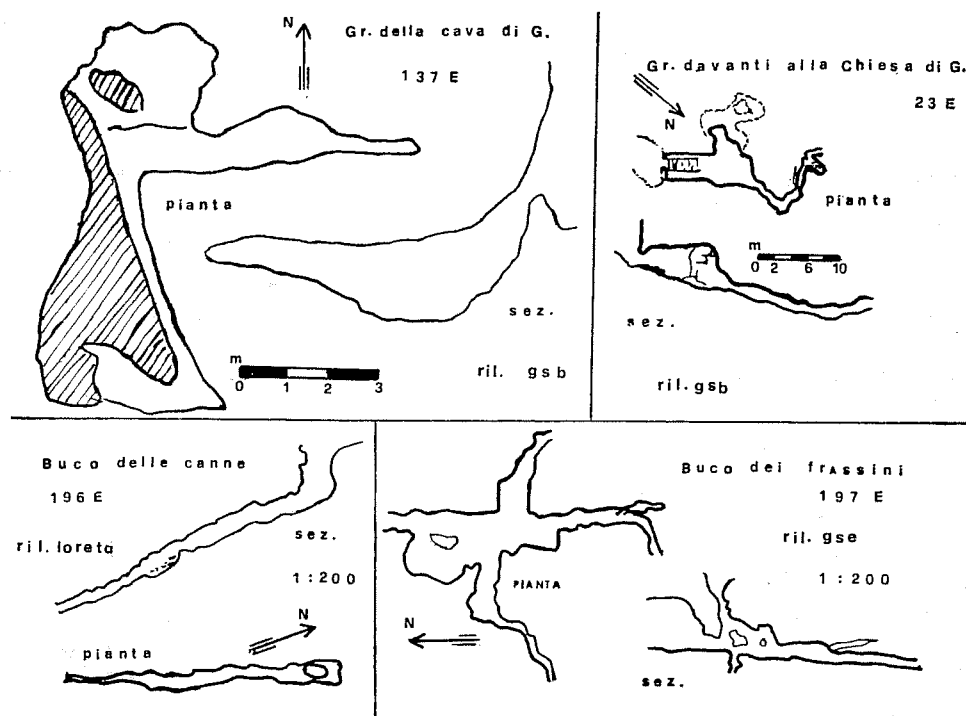 N
Gr. della cava di G.
137 E
pianta
sez.
m
0 1 2 3
ril. gsb
Gr. davanti alla Chiesa di G.
23 E
N
pianta
m
0 2 6 10
sez.
ril. gsb
Buco delle canne
196 E
ril. loreta
sez.
1:200
N
pianta
Buco dei frAssini
197 E
ril. gse
1:200
PIANTA
N
sez.